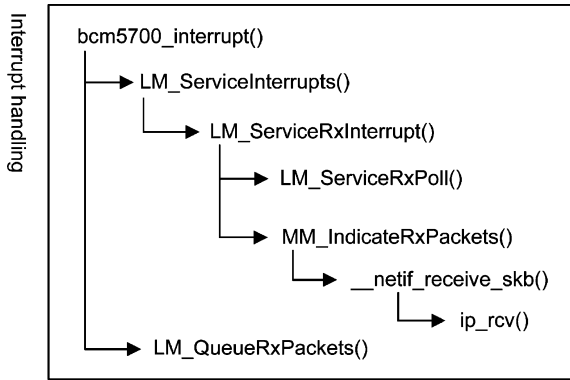 Interrupt handling
bcm5700_interrupt()
LM_ServiceInterrupts()
LM_ServiceRxInterrupt()
LM_ServiceRxPoll()
MM_IndicateRxPackets()
__netif_receive_skb()
ip_rcv()
LM_QueueRxPackets()